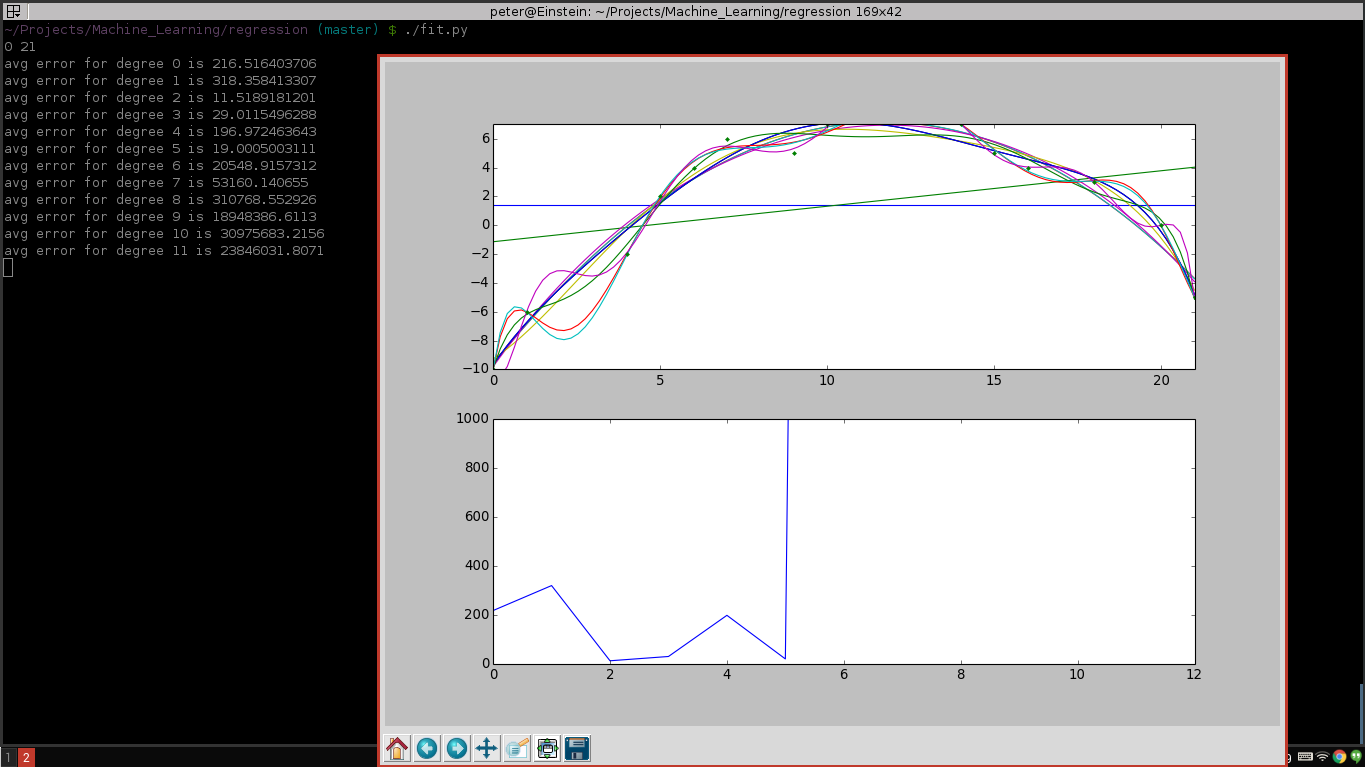 peter@Einstein: ~/Projects/Machine_Learning/regression 169x42
~/Projects/Machine_Learning/regression (master) $ ./fit.py
0 21
avg error for degree 0 is 216.516403706
avg error for degree 1 is 318.358413307
avg error for degree 2 is 11.5189181201
avg error for degree 3 is 29.0115496288
avg error for degree 4 is 196.972463643
avg error for degree 5 is 19.0005003111
avg error for degree 6 is 20548.9157312
avg error for degree 7 is 53160.140655
avg error for degree 8 is 310768.552926
avg error for degree 9 is 18948386.6113
avg error for degree 10 is 30975683.2156
avg error for degree 11 is 23846031.8071
6
4
2
0
−2
−4
−6
−8
−10
0 5 10 15 20
1000
800
600
400
200
0
0 2 4 6 8 10 12
1 2